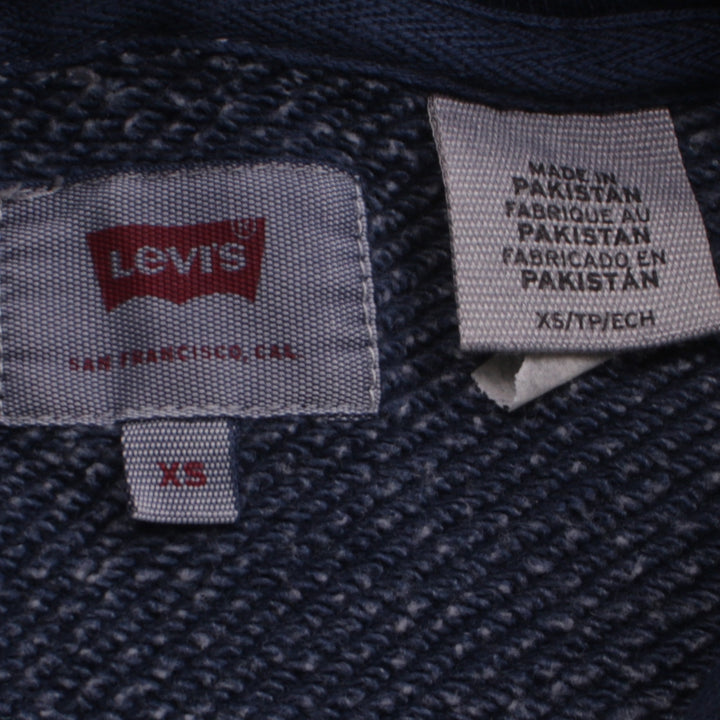 LEVI'S®
SAN FRANCISCO, CAL.
XS
MADE IN
PAKISTAN
FABRIQUE AU
PAKISTAN
FABRICADO EN
PAKISTÁN
XS/TP/ECH